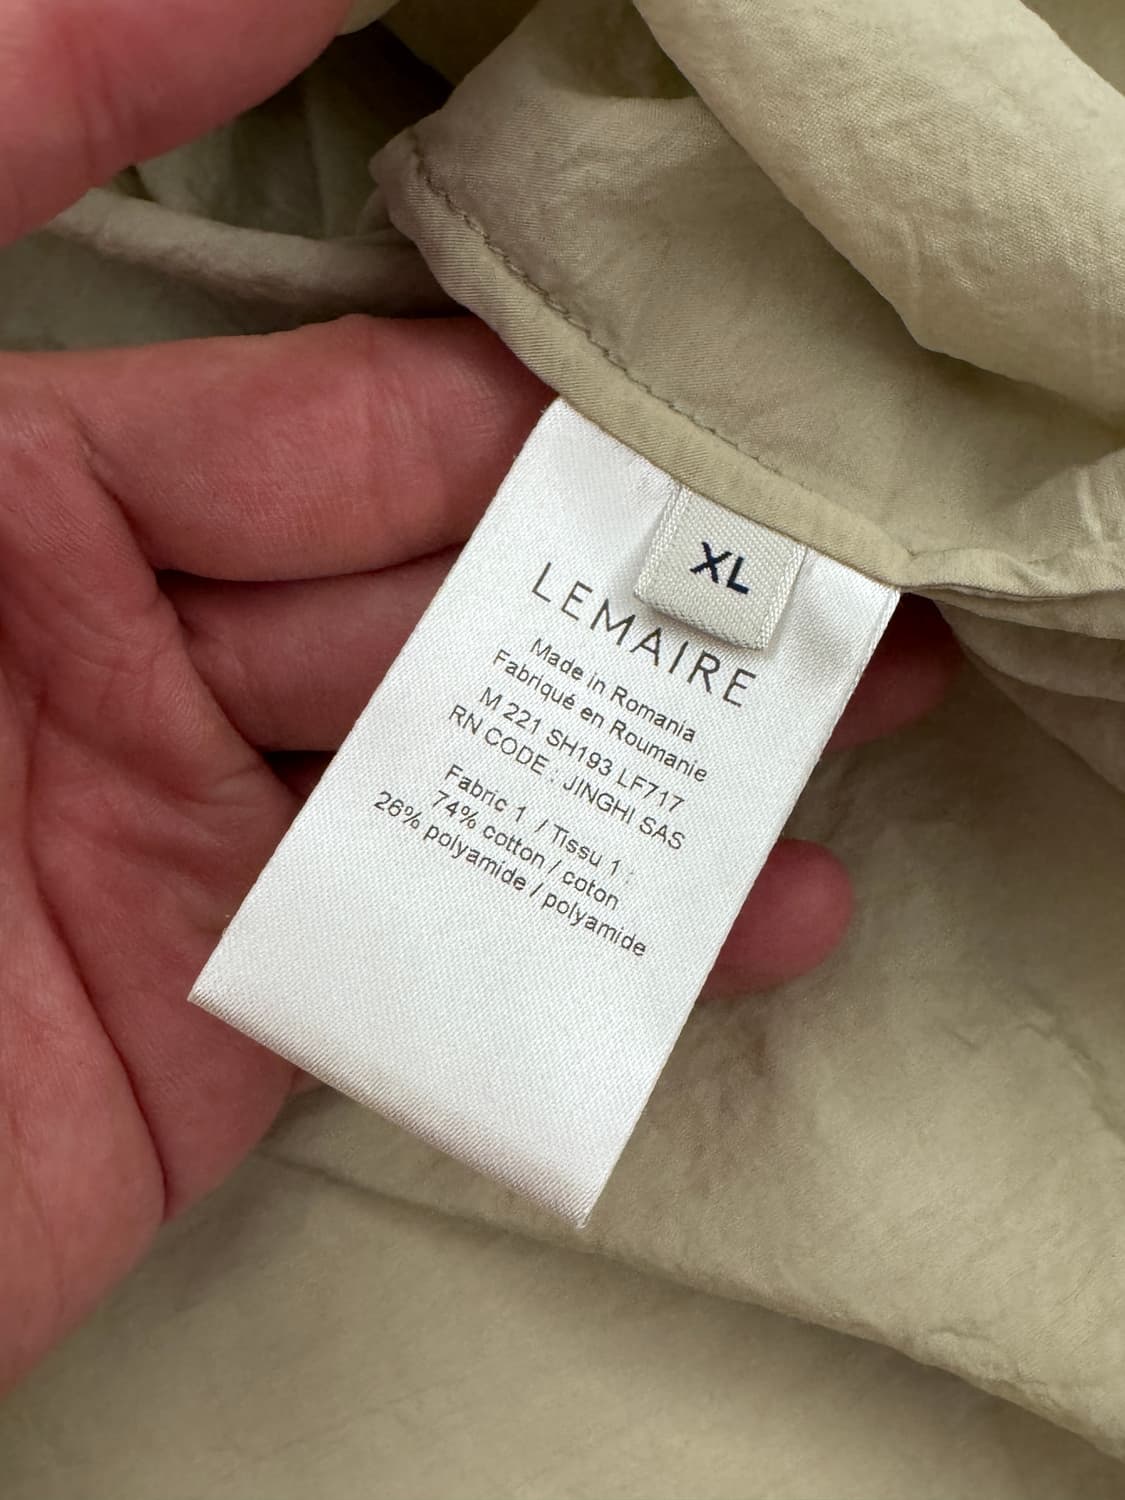 XL
LEMAIRE
Made in Romania
Fabriqué en Roumanie
M 221 SH193 LF717
RN CODE : JINGHI SAS
Fabric 1 / Tissu 1 :
74% cotton / coton
26% polyamide / polyamide